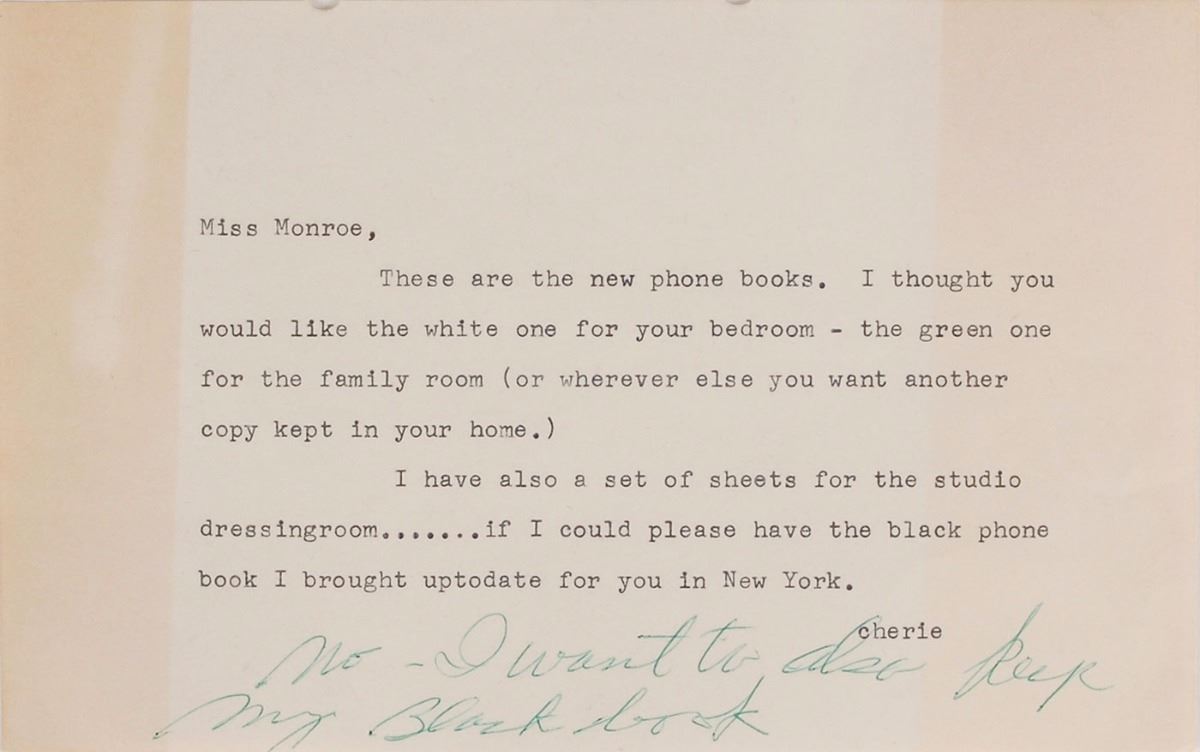 Miss Monroe,
These are the new phone books. I thought you
would like the white one for your bedroom - the green one
for the family room (or wherever else you want another
copy kept in your home.)
I have also a set of sheets for the studio
dressingroom.......if I could please have the black phone
book I brought uptodate for you in New York.
cherie
No - I want to also keep
my Black book